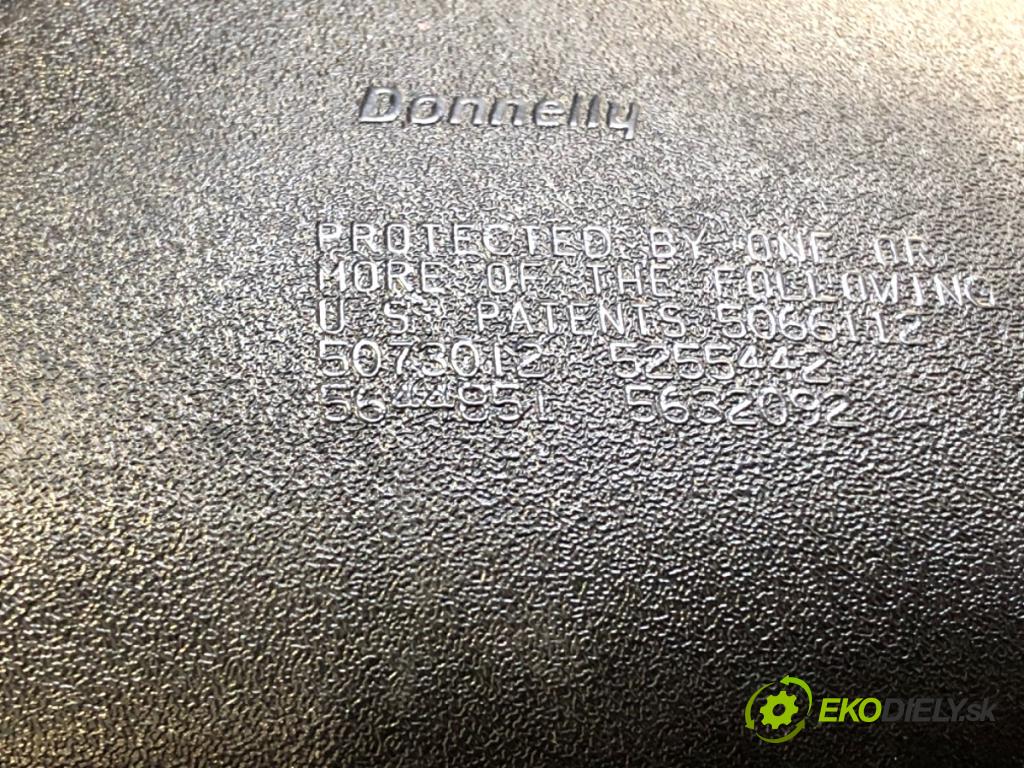 Donnelly
PROTECTED BY ONE OR
MORE OF THE FOLLOWING
U S PATENTS 5066112
5073012 5255442
5644851 5632092
EKODIELY.sk